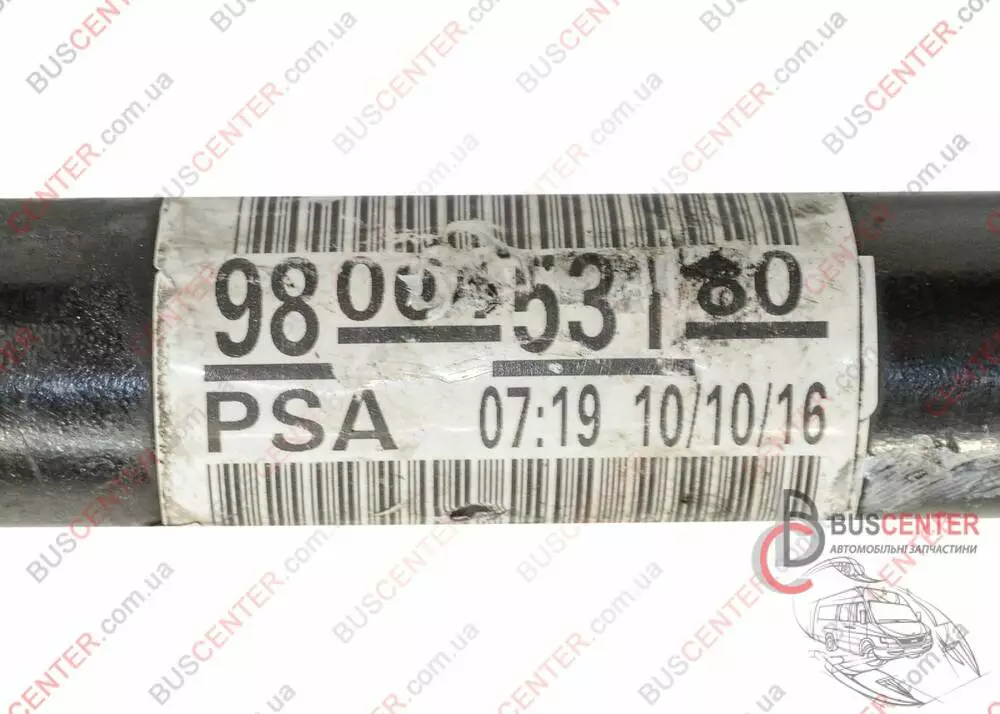 PSA 07:19 10/10/16
BUSCENTER
АВТОМОБІЛЬНІ ЗАПЧАСТИНИ
BUSCENTER.com.ua